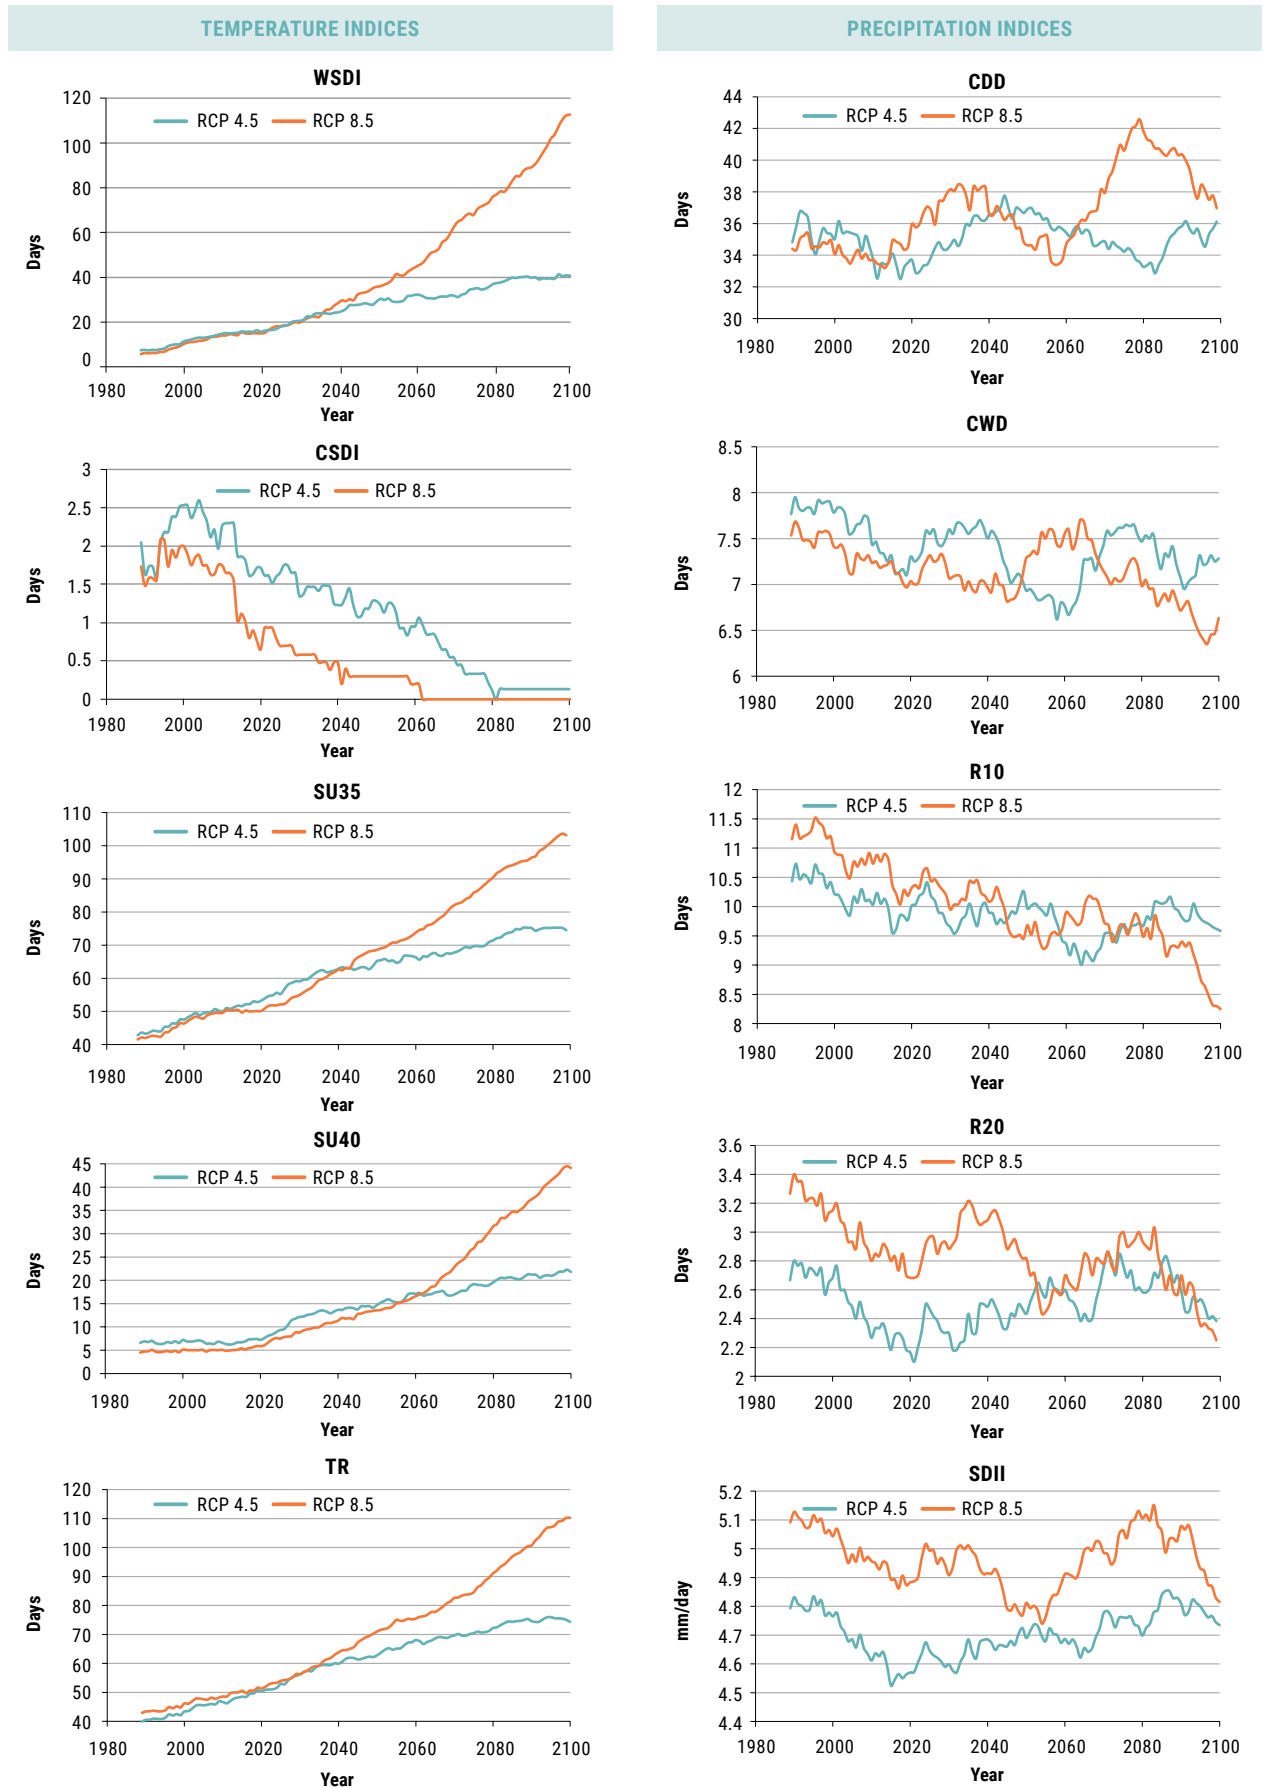 TEMPERATURE INDICES
WSDI
120
100
80
60
40
20
0
Days
RCP 4.5 RCP 8.5
1980 2000 2020 2040 2060 2080 2100
Year
CSDI
3
2.5
2
1.5
1
0.5
0
Days
RCP 4.5 RCP 8.5
1980 2000 2020 2040 2060 2080 2100
Year
SU35
110
100
90
80
70
60
50
40
Days
RCP 4.5 RCP 8.5
1980 2000 2020 2040 2060 2080 2100
Year
SU40
45
40
35
30
25
20
15
10
5
0
Days
RCP 4.5 RCP 8.5
1980 2000 2020 2040 2060 2080 2100
Year
TR
120
110
100
90
80
70
60
50
40
Days
RCP 4.5 RCP 8.5
1980 2000 2020 2040 2060 2080 2100
Year
PRECIPITATION INDICES
CDD
44
42
40
38
36
34
32
30
Days
RCP 4.5 RCP 8.5
1980 2000 2020 2040 2060 2080 2100
Year
CWD
8.5
8
7.5
7
6.5
6
Days
1980 2000 2020 2040 2060 2080 2100
Year
R10
12
11.5
11
10.5
10
9.5
9
8.5
8
Days
RCP 4.5 RCP 8.5
1980 2000 2020 2040 2060 2080 2100
Year
R20
3.6
3.4
3.2
3
2.8
2.6
2.4
2.2
2
Days
RCP 4.5 RCP 8.5
1980 2000 2020 2040 2060 2080 2100
Year
SDII
5.2
5.1
5
4.9
4.8
4.7
4.6
4.5
4.4
mm/day
RCP 4.5 RCP 8.5
1980 2000 2020 2040 2060 2080 2100
Year